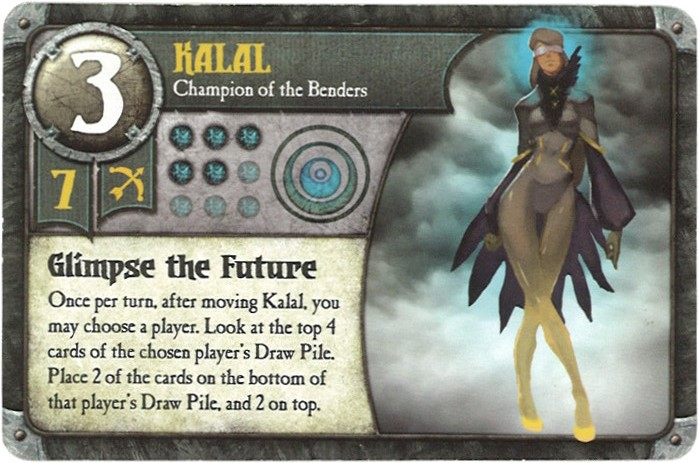 3
KALAL
Champion of the Benders
7
Glimpse the Future
Once per turn, after moving Kalal, you
may choose a player. Look at the top 4
cards of the chosen player's Draw Pile.
Place 2 of the cards on the bottom of
that player's Draw Pile, and 2 on top.